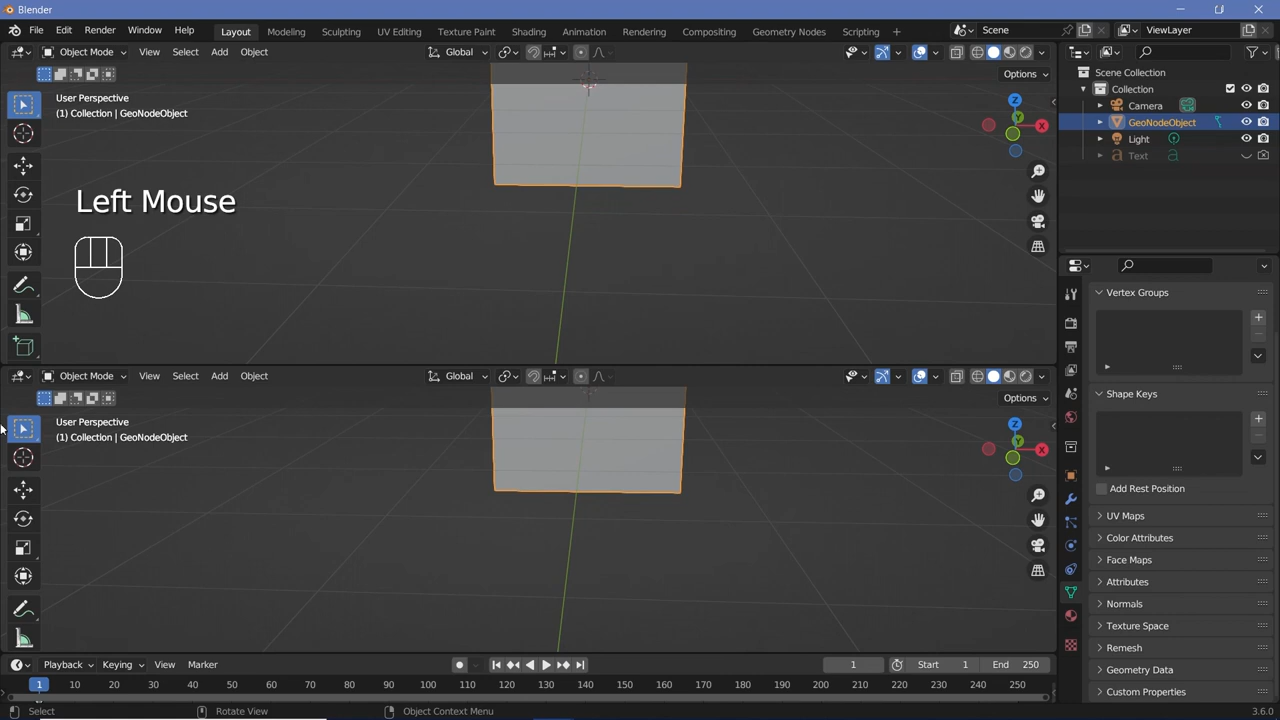 Blender
File Edit Render Window Help Layout Modeling Sculpting UV Editing Texture Paint Shading Animation Rendering Compositing Geometry Nodes Scripting + Scene ViewLayer
Object Mode View Select Add Object Global
Options
User Perspective
(1) Collection | GeoNodeObject
Z
Y
X
Left Mouse
Object Mode View Select Add Object Global
Options
User Perspective
(1) Collection | GeoNodeObject
Z
Y
X
Playback Keying View Marker 1 Start 1 End 250
1 10 20 30 40 50 60 70 80 90 100 110 120 130 140 150 160 170 180 190 200 210 220 230 240 250
Select Rotate View Object Context Menu 3.6.0
Scene Collection
Collection
Camera
GeoNodeObject
Light
Text
Vertex Groups
Shape Keys
Add Rest Position
UV Maps
Color Attributes
Face Maps
Attributes
Normals
Texture Space
Remesh
Geometry Data
Custom Properties